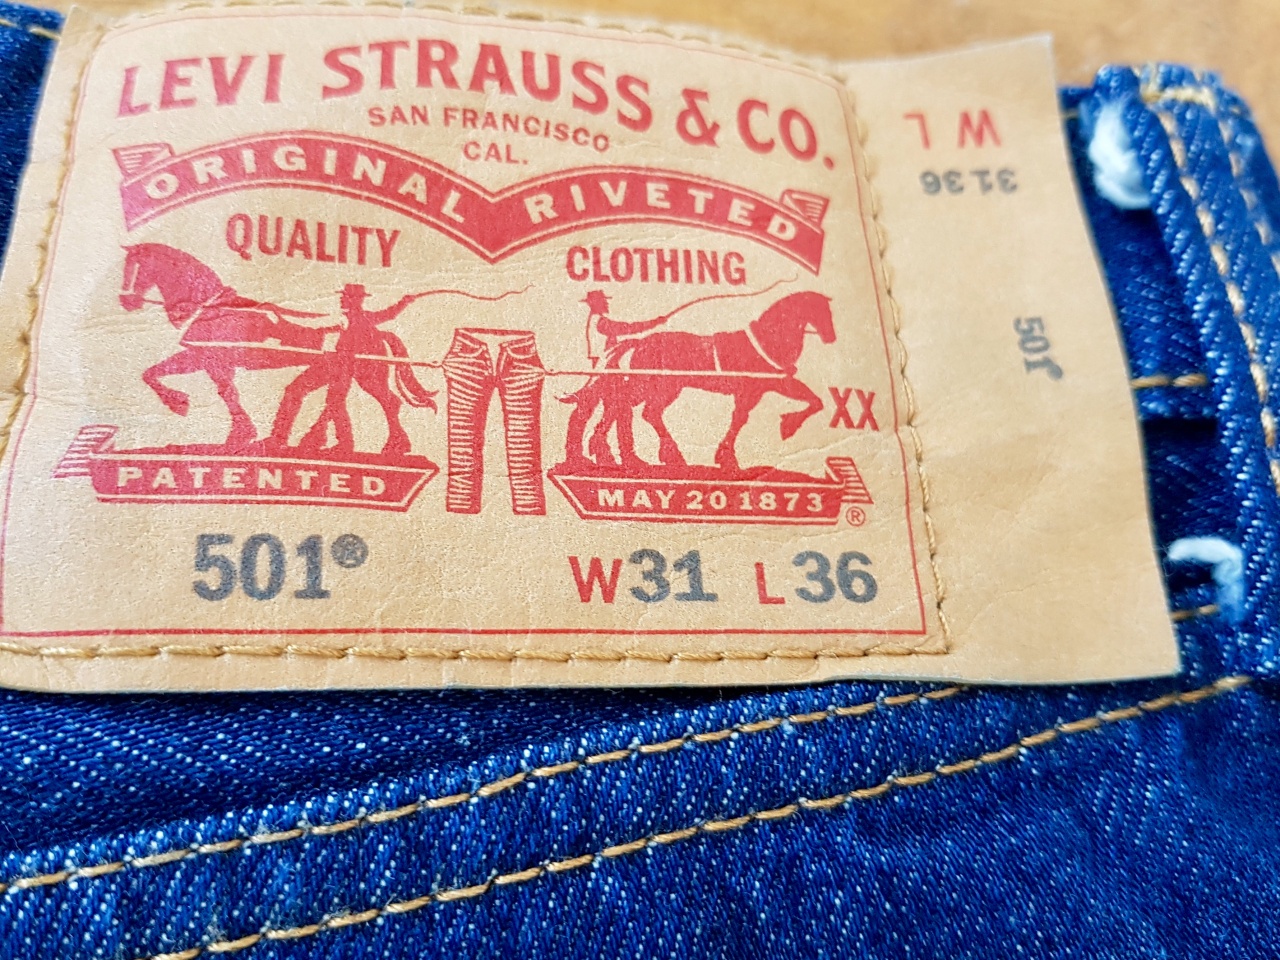 LEVI STRAUSS & CO.
SAN FRANCISCO
CAL.
ORIGINAL RIVETED
QUALITY CLOTHING
XX
PATENTED MAY 20 1873 ®
501® W31 L36
W L
31 36
501®